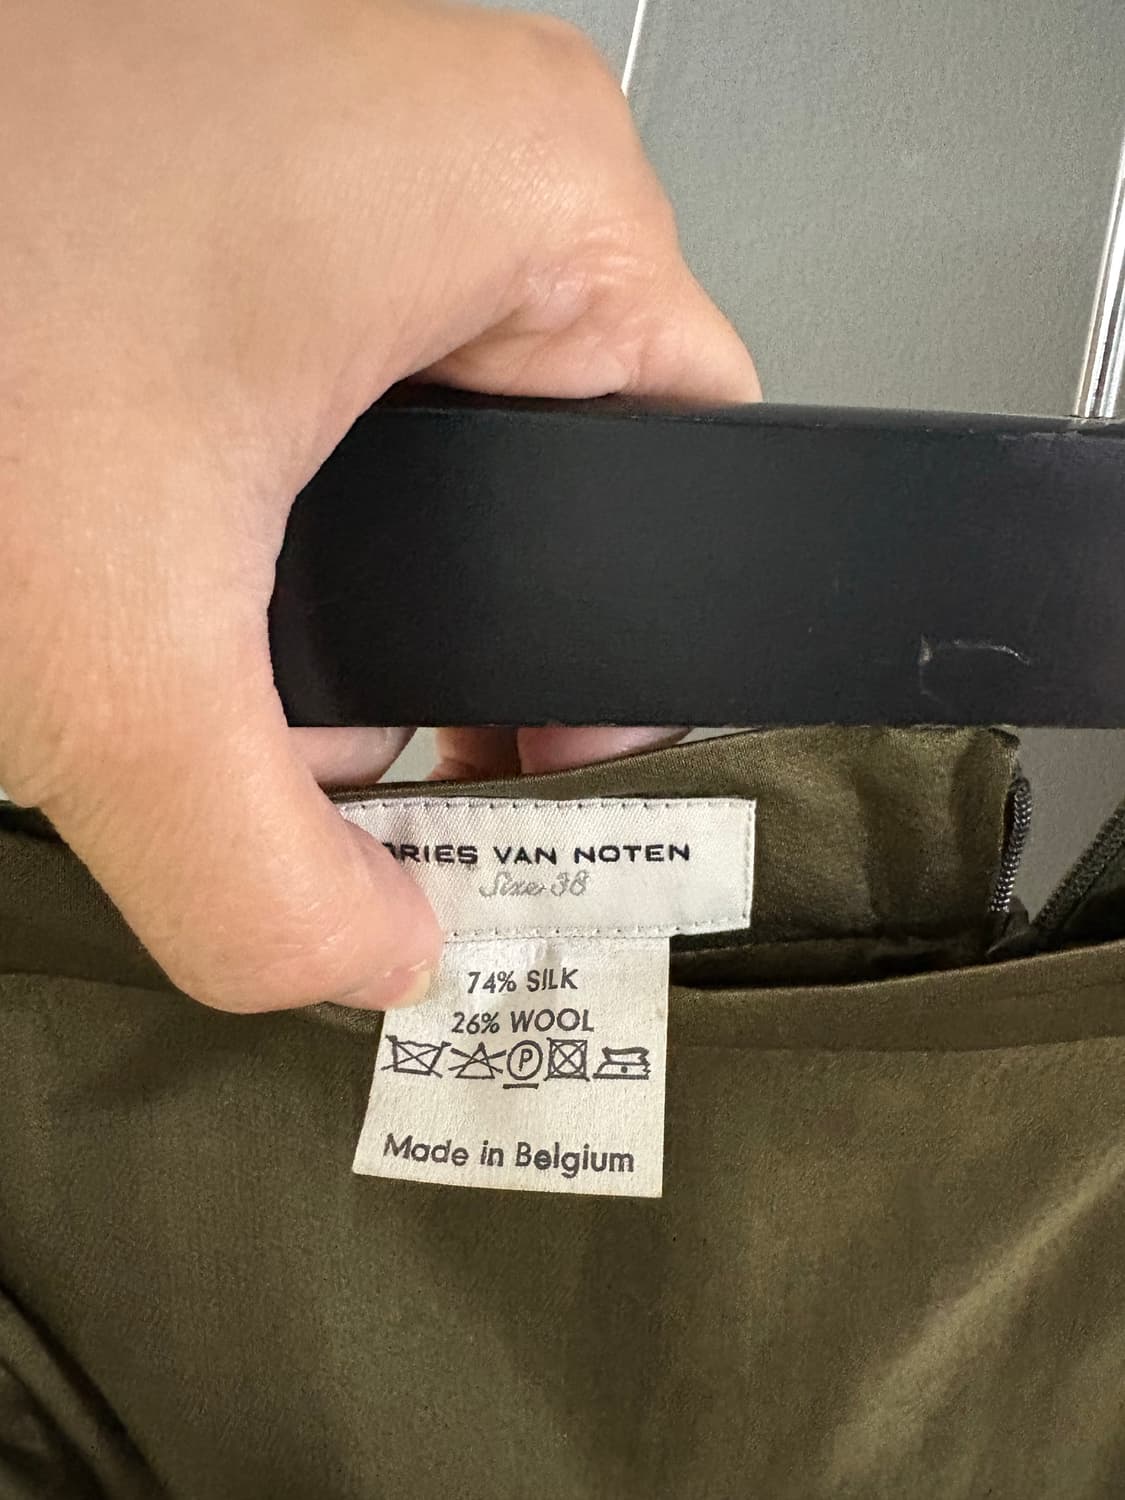 DRIES VAN NOTEN
Size 38
74% SILK
26% WOOL
P
Made in Belgium